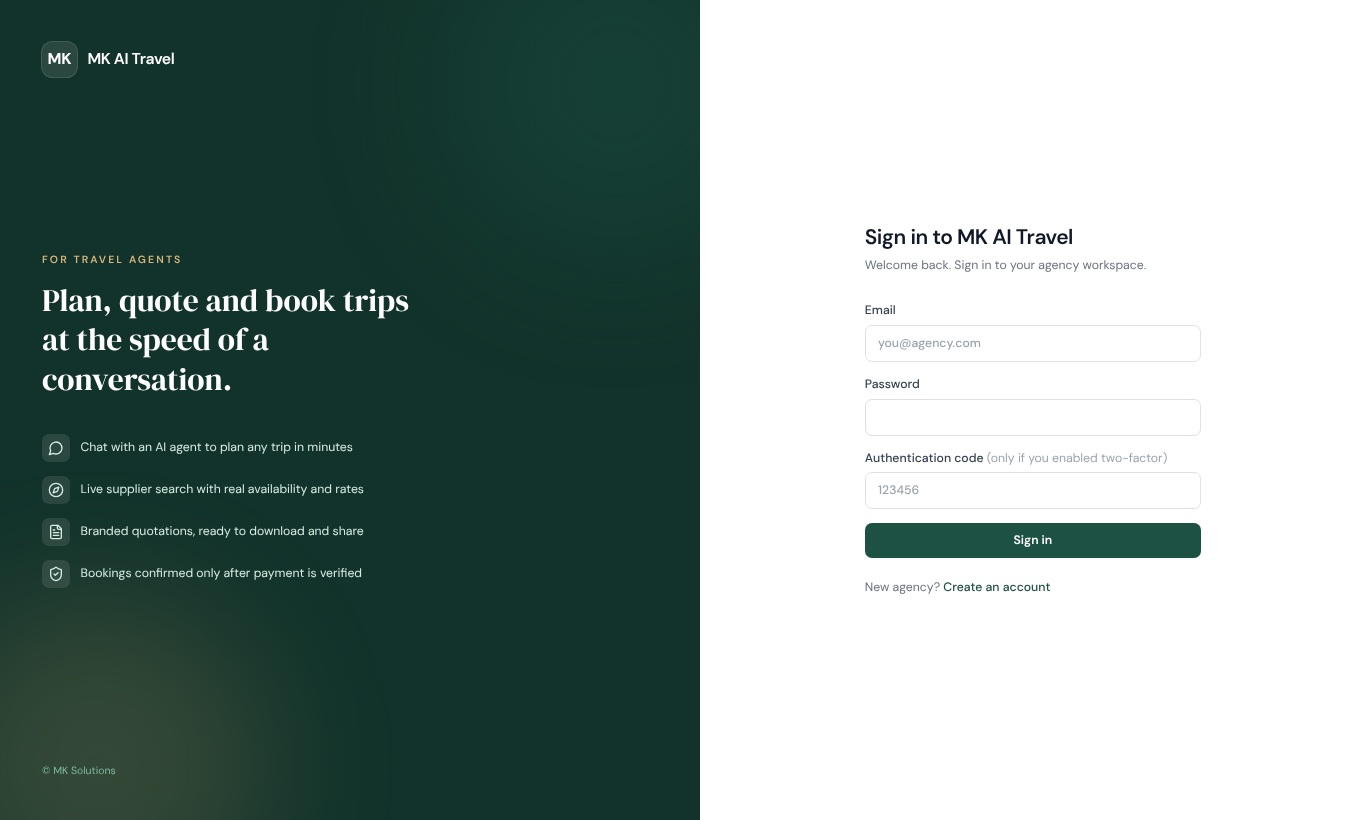 MK MK AI Travel
FOR TRAVEL AGENTS
Plan, quote and book trips
at the speed of a
conversation.
Chat with an AI agent to plan any trip in minutes
Live supplier search with real availability and rates
Branded quotations, ready to download and share
Bookings confirmed only after payment is verified
© MK Solutions
Sign in to MK AI Travel
Welcome back. Sign in to your agency workspace.
Email
you@agency.com
Password
Authentication code (only if you enabled two-factor)
123456
Sign in
New agency? Create an account